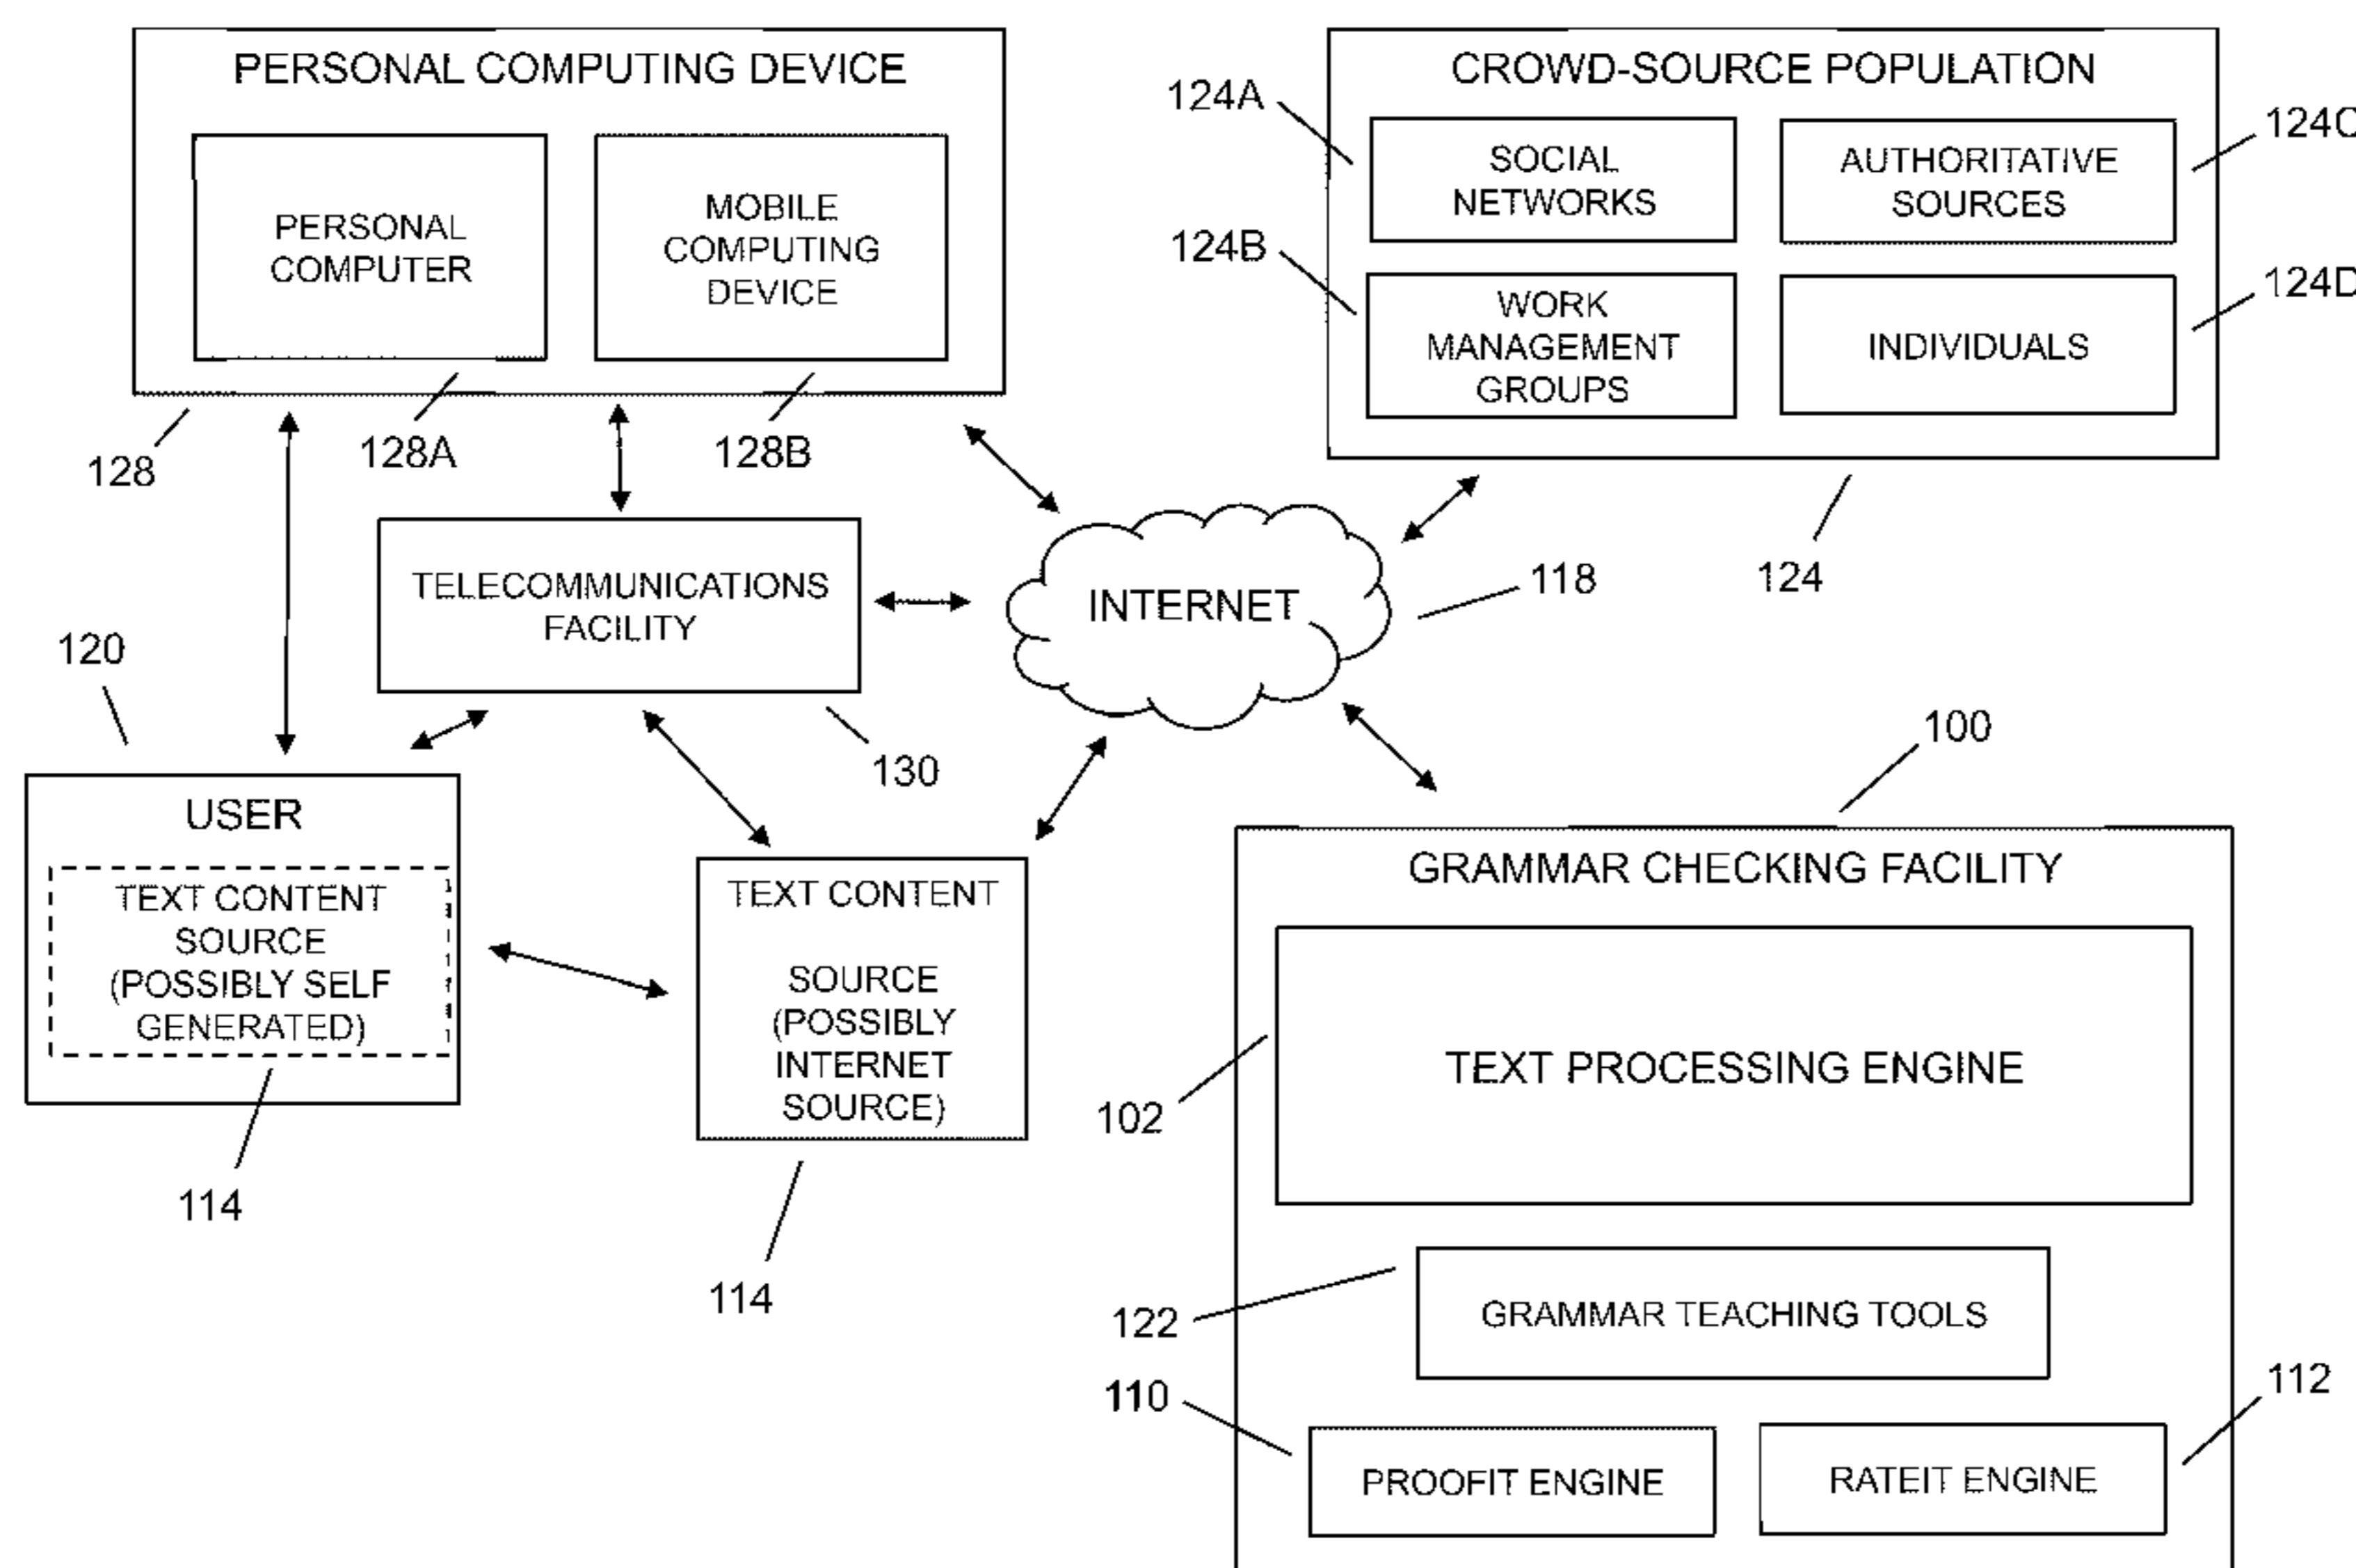 PERSONAL COMPUTING DEVICE
PERSONAL
COMPUTER
MOBILE
COMPUTING
DEVICE
128
128A
128B
CROWD-SOURCE POPULATION
124A
SOCIAL
NETWORKS
AUTHORITATIVE
SOURCES
124C
124B
WORK
MANAGEMENT
GROUPS
INDIVIDUALS
124D
124
TELECOMMUNICATIONS
FACILITY
130
INTERNET
118
120
USER
TEXT CONTENT
SOURCE
(POSSIBLY SELF
GENERATED)
114
TEXT CONTENT
SOURCE
(POSSIBLY
INTERNET
SOURCE)
114
100
GRAMMAR CHECKING FACILITY
TEXT PROCESSING ENGINE
102
GRAMMAR TEACHING TOOLS
122
110
PROOFIT ENGINE
RATEIT ENGINE
112